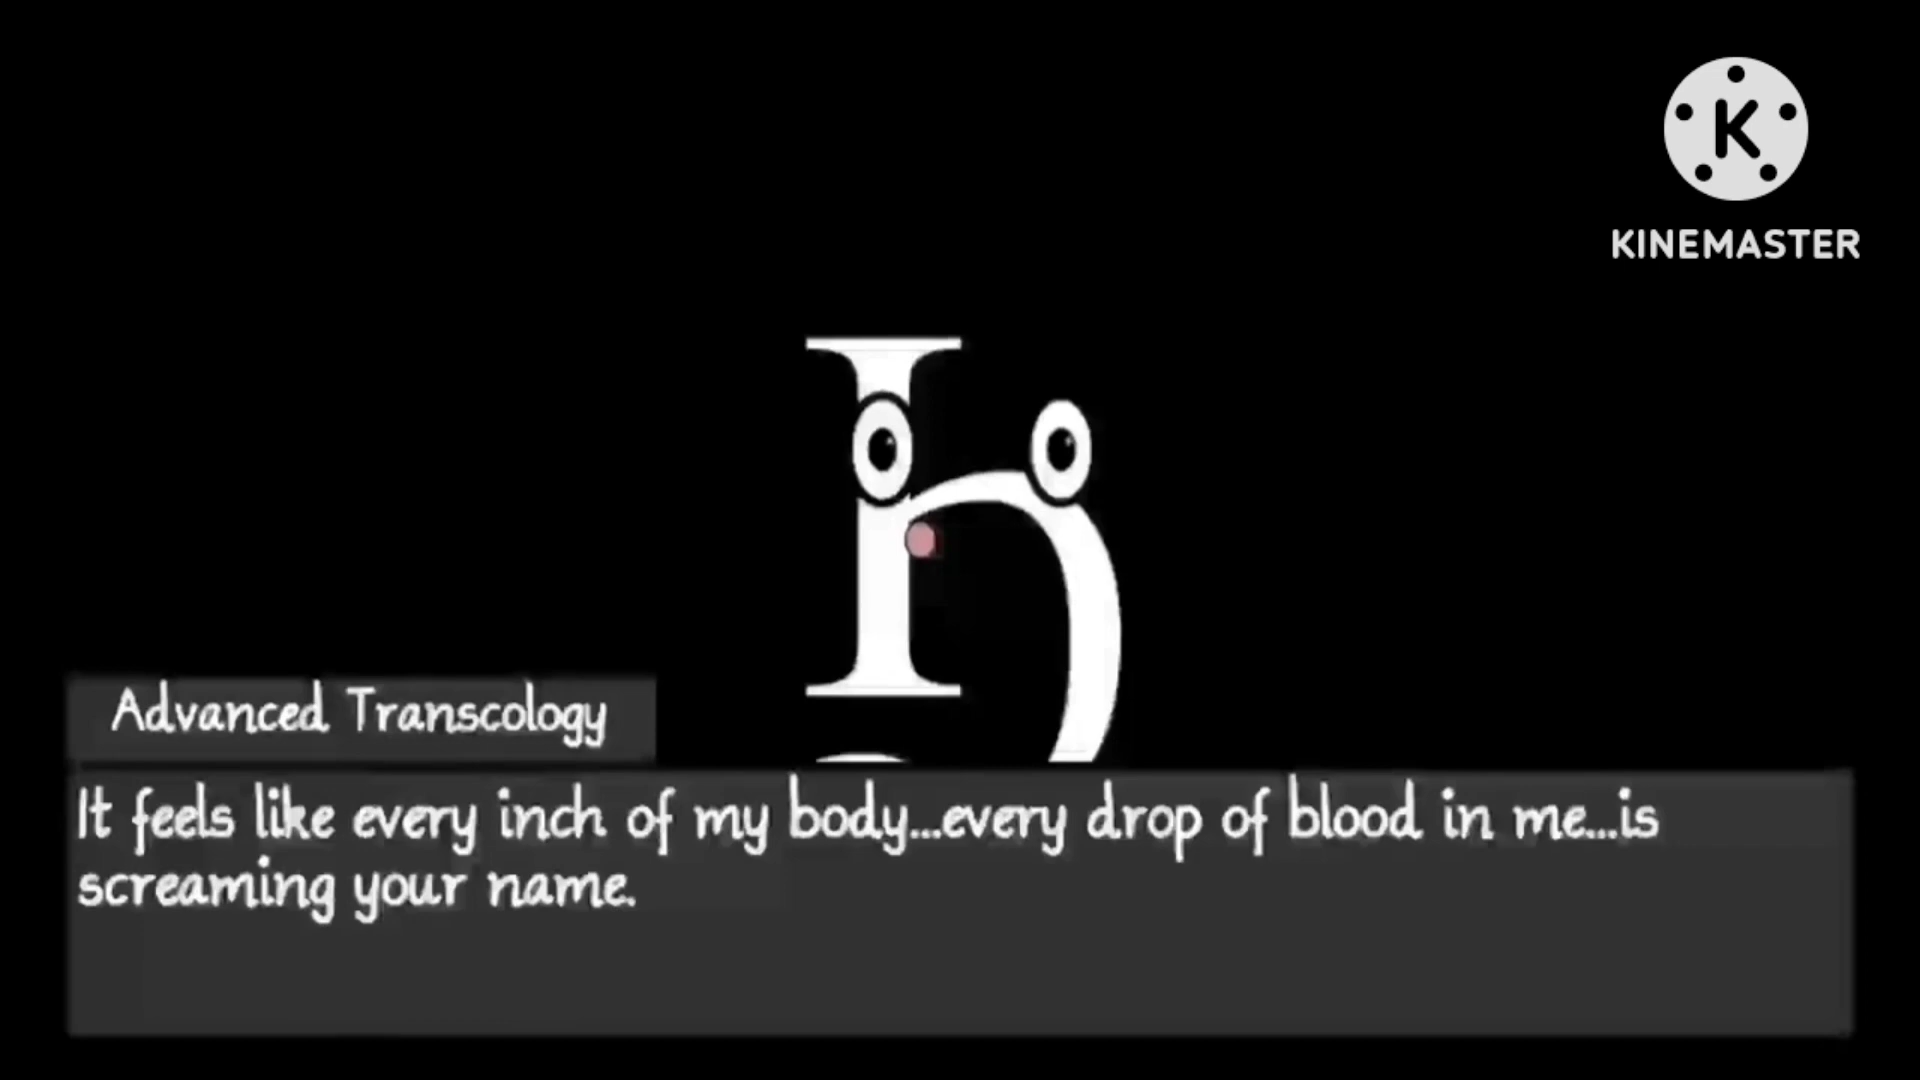 K
KINEMASTER
Advanced Transcology
It feels like every inch of my body...every drop of blood in me...is
screaming your name.